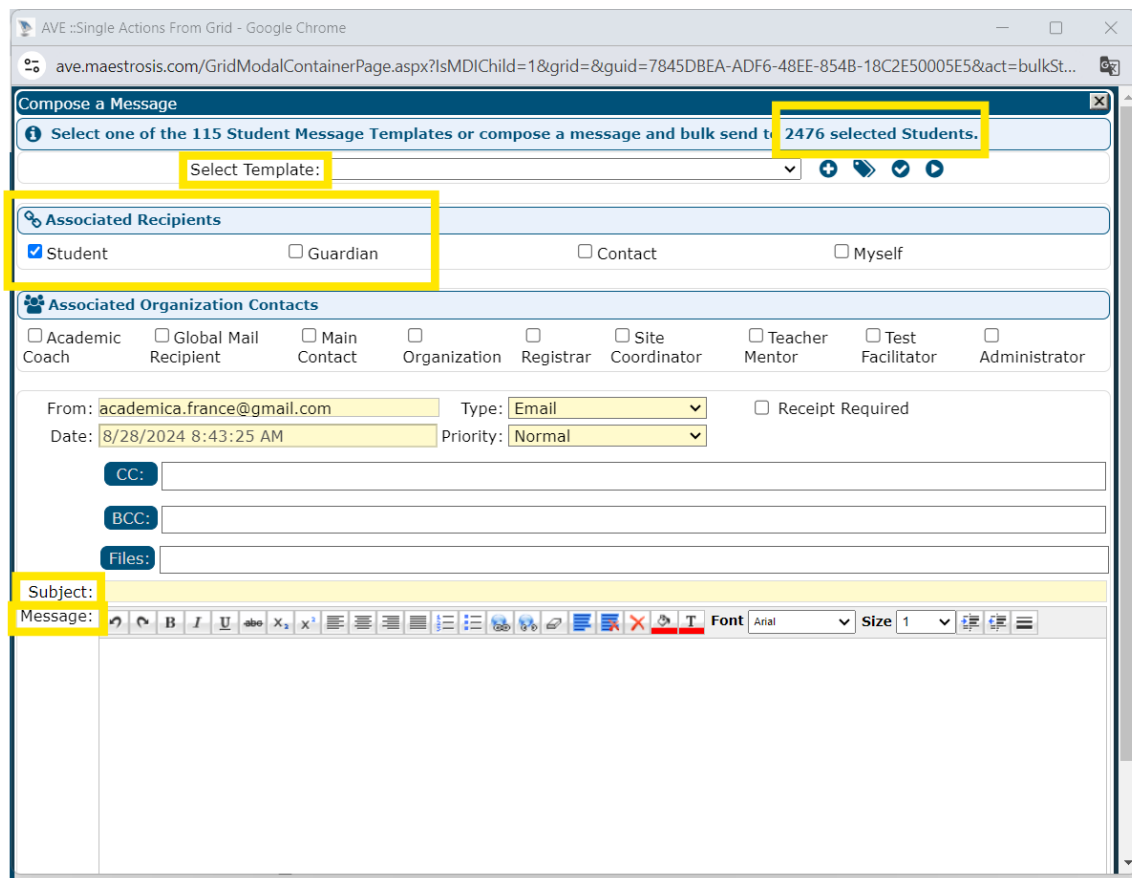 AVE ::Single Actions From Grid - Google Chrome
ave.maestrosis.com/GridModalContainerPage.aspx?IsMDIChild=1&grid=&guid=7845DBEA-ADF6-48EE-854B-18C2E50005E5&act=bulkSt...
Compose a Message
Select one of the 115 Student Message Templates or compose a message and bulk send t 2476 selected Students.
Select Template:
Associated Recipients
Student Guardian Contact Myself
Associated Organization Contacts
Academic Coach Global Mail Recipient Main Contact Organization Registrar Site Coordinator Teacher Mentor Test Facilitator Administrator
From: academica.france@gmail.com Type: Email Receipt Required
Date: 8/28/2024 8:43:25 AM Priority: Normal
CC:
BCC:
Files:
Subject:
Message: B I U abc X₂ x² T Font Arial Size 1